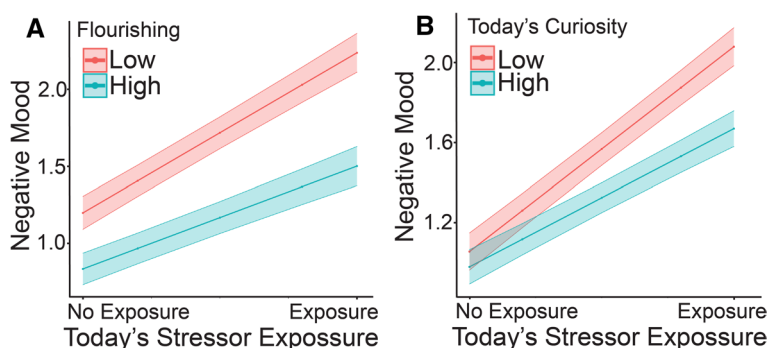 A
Flourishing
Low
High
2.0
1.5
1.0
Negative Mood
No Exposure
Exposure
Today's Stressor Expossure
B
Today's Curiosity
Low
High
2.0
1.6
1.2
Negative Mood
No Exposure
Exposure
Today's Stressor Expossure